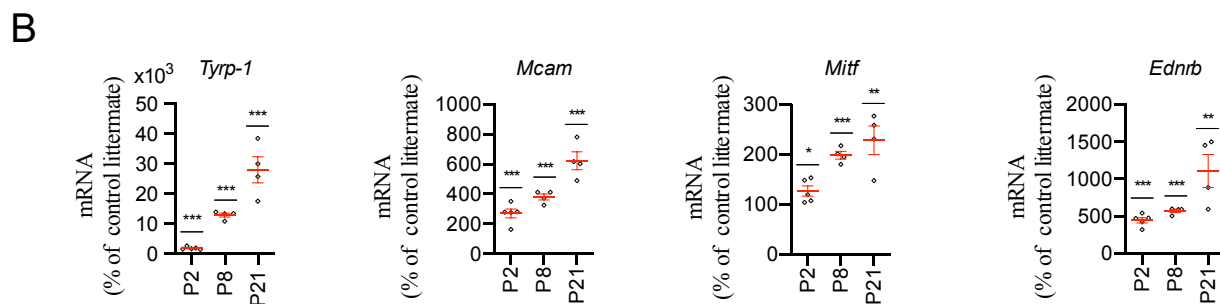 B
Tyrp-1
mRNA
(% of control littermate)
x10³
50
40
30
20
10
0
***
***
***
P2
P8
P21
Mcam
mRNA
(% of control littermate)
1000
800
600
400
200
0
***
***
***
P2
P8
P21
Mitf
mRNA
(% of control littermate)
300
200
100
0
*
***
**
P2
P8
P21
Ednrb
mRNA
(% of control littermate)
2000
1500
1000
500
0
***
***
**
P2
P8
P21